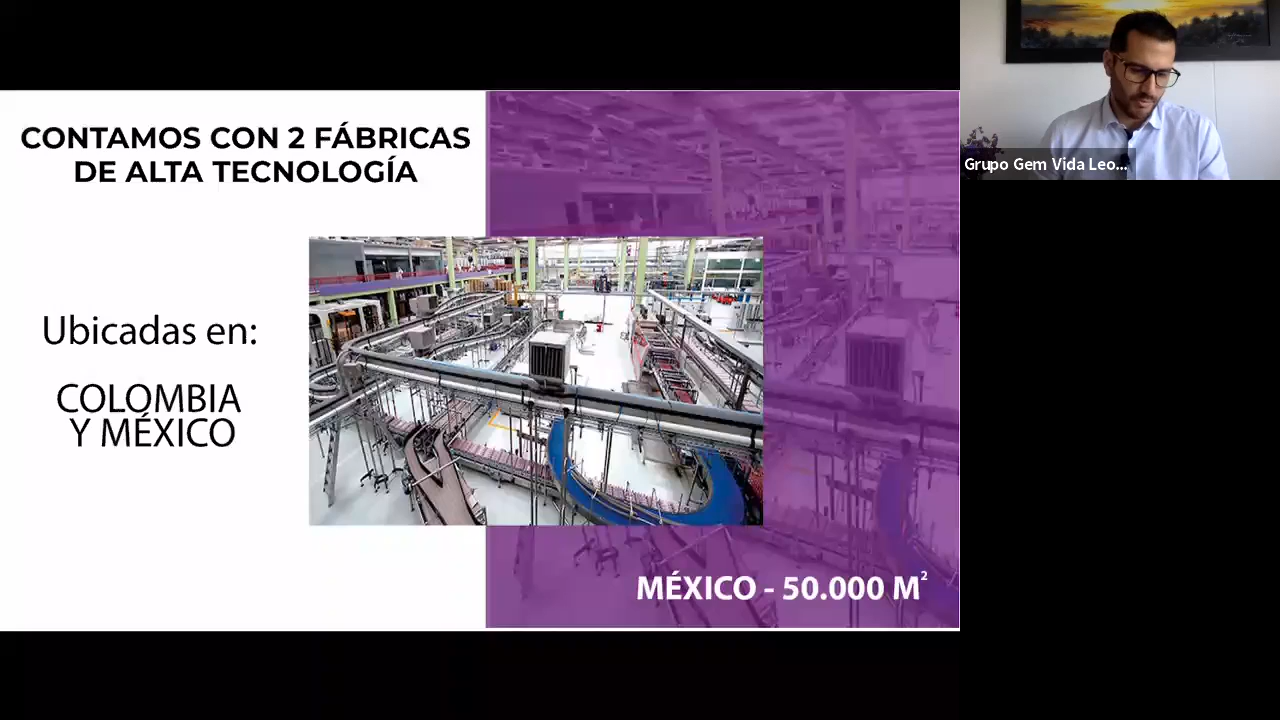 CONTAMOS CON 2 FÁBRICAS
DE ALTA TECNOLOGÍA
Ubicadas en:
COLOMBIA
Y MÉXICO
MÉXICO - 50.000 M²
Grupo Gem Vida Leo...